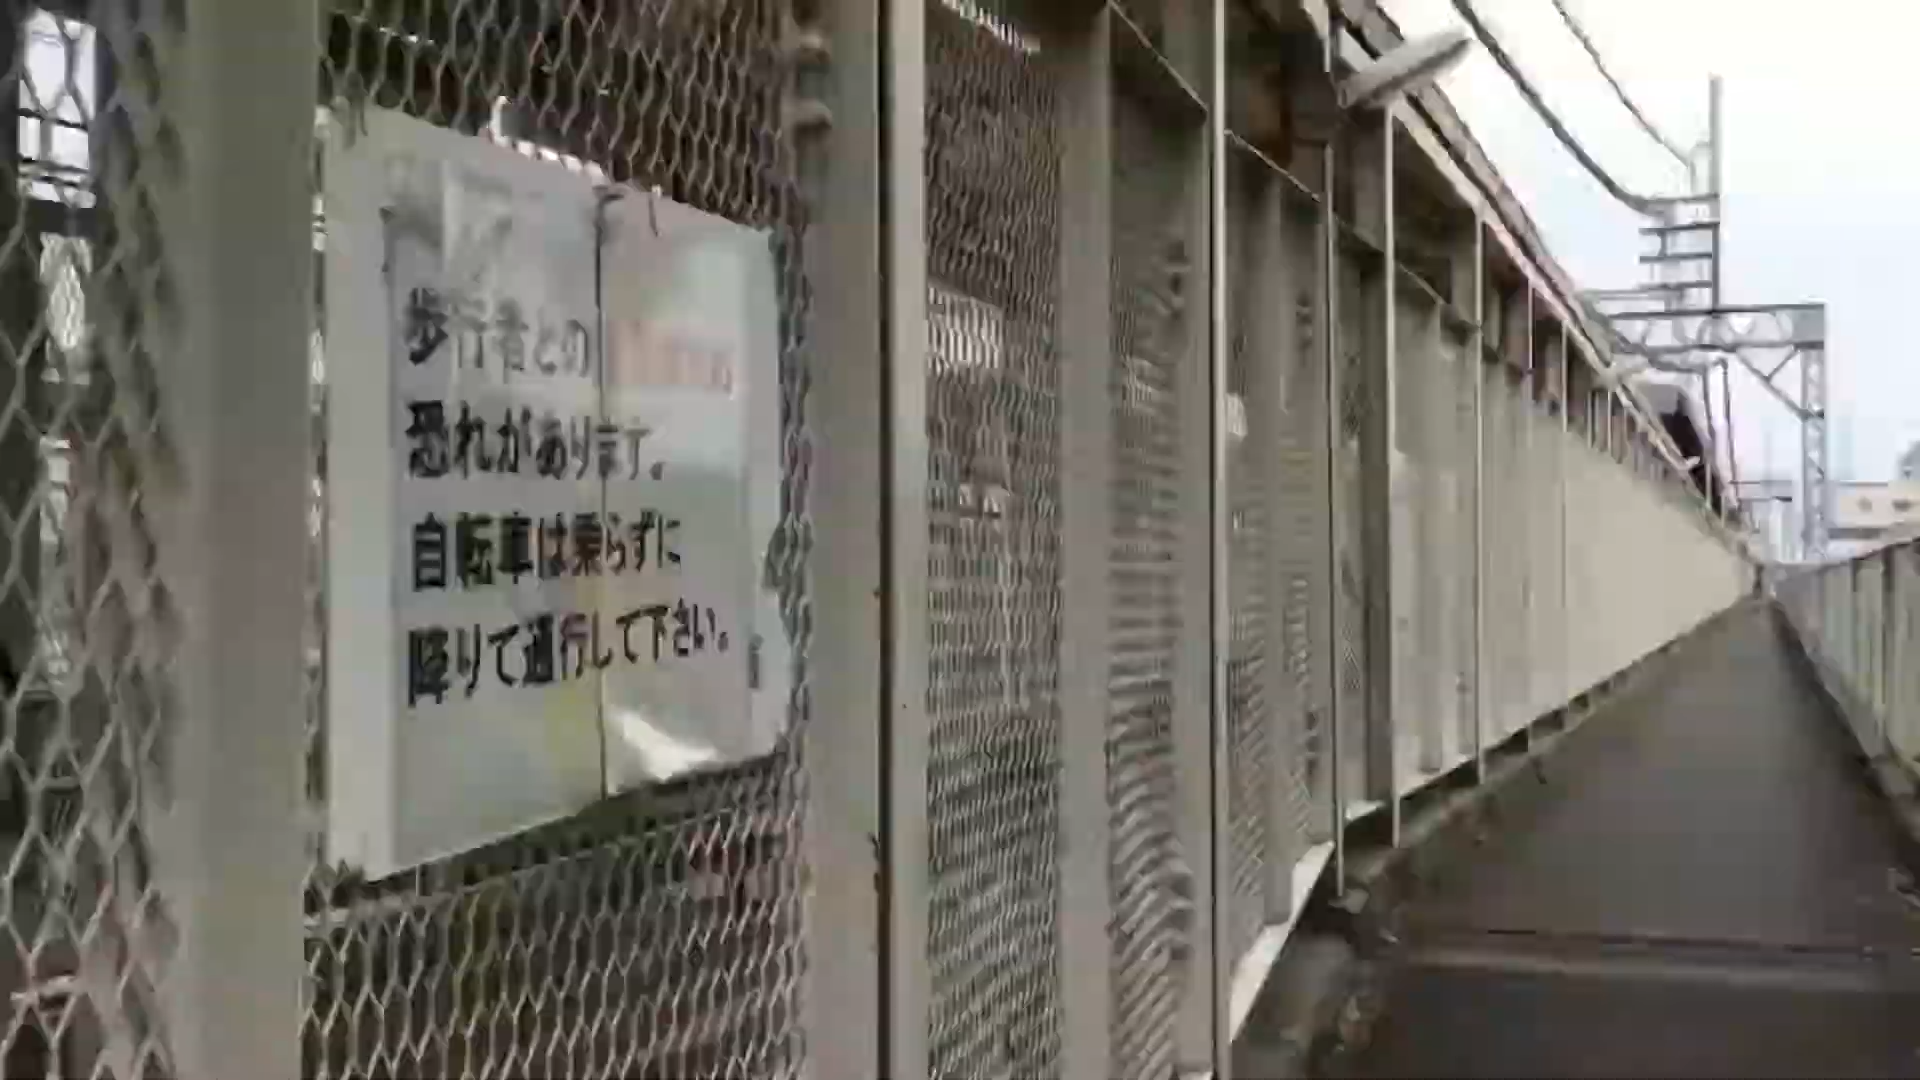 歩行者との
恐れがあります。
自転車は乗らずに
降りて通行して下さい。